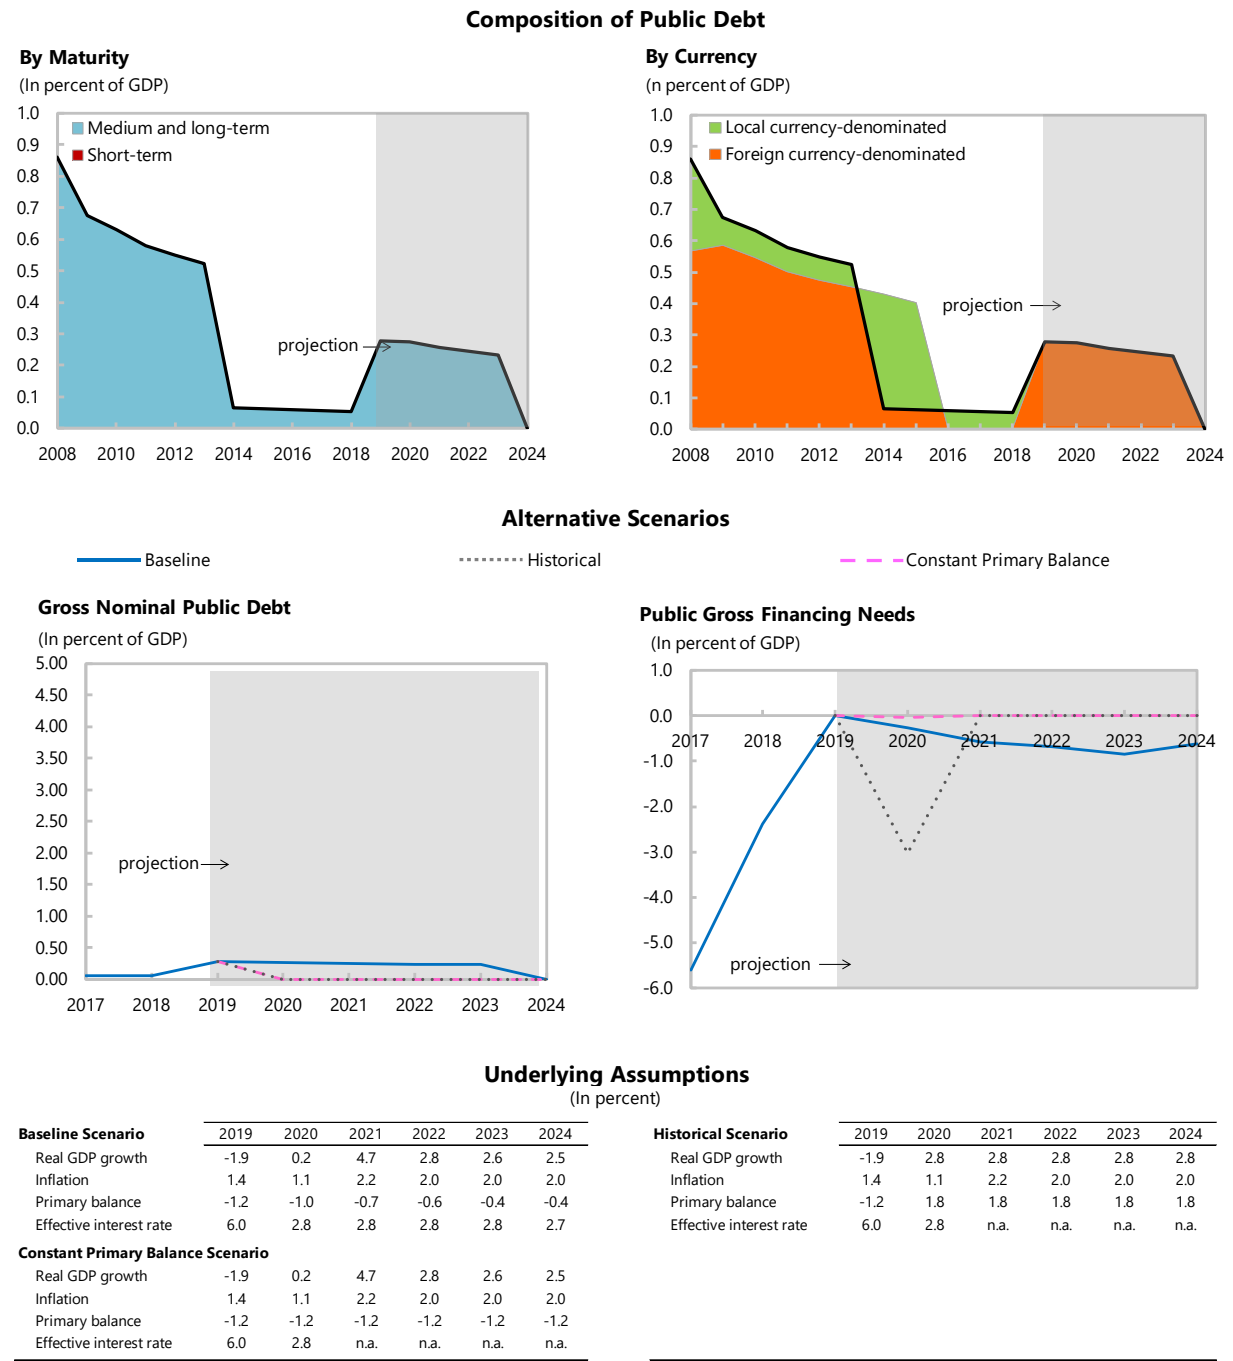 Composition of Public Debt
By Maturity
(In percent of GDP)
1.0
0.9
0.8
0.7
0.6
0.5
0.4
0.3
0.2
0.1
0.0
Medium and long-term
Short-term
projection
2008 2010 2012 2014 2016 2018 2020 2022 2024
By Currency
(n percent of GDP)
1.0
0.9
0.8
0.7
0.6
0.5
0.4
0.3
0.2
0.1
0.0
Local currency-denominated
Foreign currency-denominated
projection
2008 2010 2012 2014 2016 2018 2020 2022 2024
Alternative Scenarios
Baseline Historical Constant Primary Balance
Gross Nominal Public Debt
(In percent of GDP)
5.00
4.50
4.00
3.50
3.00
2.50
2.00
1.50
1.00
0.50
0.00
projection
2017 2018 2019 2020 2021 2022 2023 2024
Public Gross Financing Needs
(In percent of GDP)
1.0
0.0
-1.0
-2.0
-3.0
-4.0
-5.0
-6.0
2017 2018 2019 2020 2021 2022 2023 2024
projection
Underlying Assumptions
(In percent)
Baseline Scenario 2019 2020 2021 2022 2023 2024
Real GDP growth -1.9 0.2 4.7 2.8 2.6 2.5
Inflation 1.4 1.1 2.2 2.0 2.0 2.0
Primary balance -1.2 -1.0 -0.7 -0.6 -0.4 -0.4
Effective interest rate 6.0 2.8 2.8 2.8 2.8 2.7
Constant Primary Balance Scenario
Real GDP growth -1.9 0.2 4.7 2.8 2.6 2.5
Inflation 1.4 1.1 2.2 2.0 2.0 2.0
Primary balance -1.2 -1.2 -1.2 -1.2 -1.2 -1.2
Effective interest rate 6.0 2.8 n.a. n.a. n.a. n.a.
Historical Scenario 2019 2020 2021 2022 2023 2024
Real GDP growth -1.9 2.8 2.8 2.8 2.8 2.8
Inflation 1.4 1.1 2.2 2.0 2.0 2.0
Primary balance -1.2 1.8 1.8 1.8 1.8 1.8
Effective interest rate 6.0 2.8 n.a. n.a. n.a. n.a.